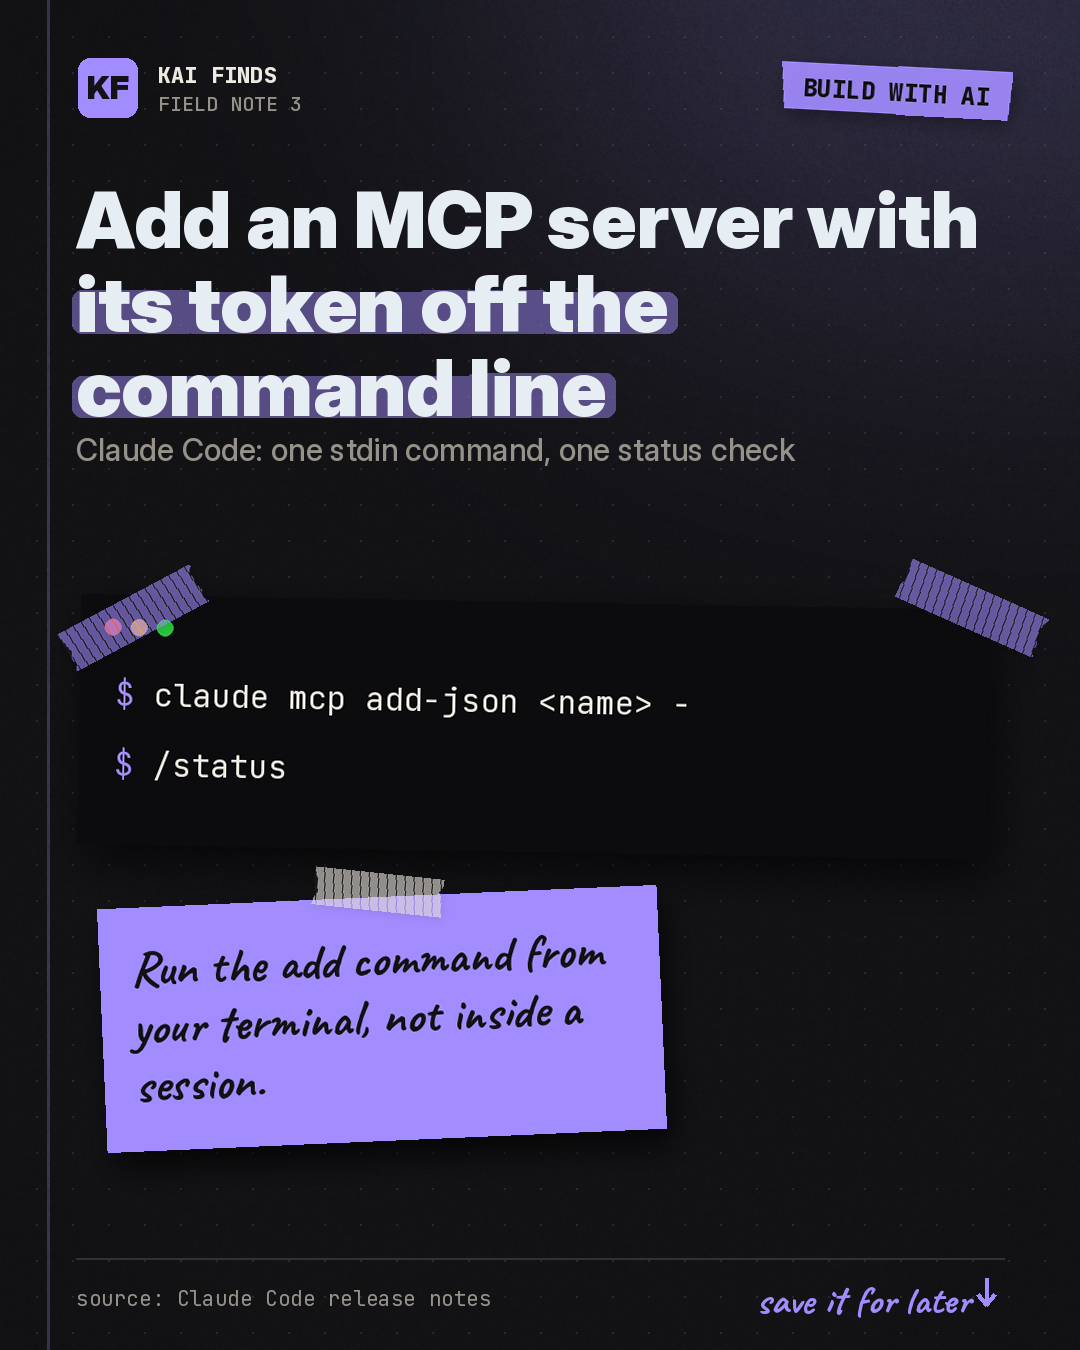 KF
KAI FINDS
FIELD NOTE 3
BUILD WITH AI
Add an MCP server with
its token off the
command line
Claude Code: one stdin command, one status check
$ claude mcp add-json <name> -
$ /status
Run the add command from
your terminal, not inside a
session.
source: Claude Code release notes
save it for later↓